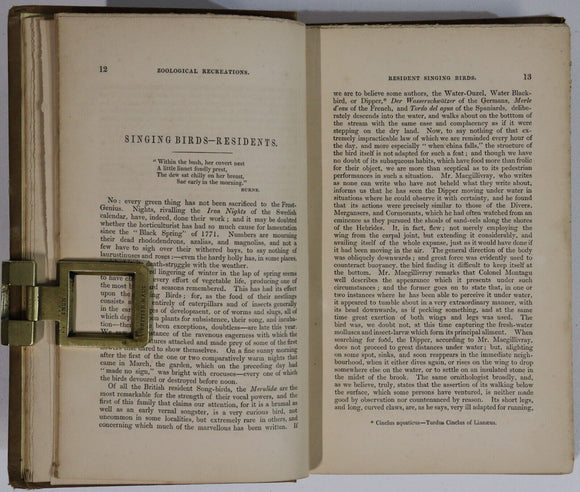 12
ZOOLOGICAL RECREATIONS.
SINGING BIRDS—RESIDENTS.
"Within the bush, her covert nest
A little linnet fondly prest,
The dew sat chilly on her breast,
Sae early in the morning."
BURNS.
No: every green thing has not been sacrificed to the Frost-
Genius. Nights, rivalling the Iron Nights of the Swedish
calendar, have, indeed, done their work; and it may be doubted
whether the horticulturist has had so much cause for lamentation
since the "Black Spring" of 1771. Numbers are mourning
their dead rhododendrons, azalias, and magnolias, and not a
few have to sigh over their withered bays, to say nothing of
laurustinuses and roses;—even the hardy holly has, in some places,
death-struggle with the weather.
and lingering of winter in the lap of spring seems
to have every effort of vegetable life, producing one of
the most and seasons remembered. This has had its effect
upon the Singing Birds; for, as the food of their nestlings
consists in of caterpillars and of insects generally
in stages of development, or of worms and slugs, all of
which plants for subsistence, their song, and incuba-
tion—they been exceptions, doubtless—are late this year.
We instance of the ravenous eagerness with which the
creatures attacked and made prey of some of the first
that dared to show themselves. On a fine sunny morning
after the first of the one or two comparatively warm nights that
came in March, the garden, which on the preceding day had
"made no sign," was bright with crocuses—every one of which
the birds devoured or destroyed before noon.
Of all the British resident Song-birds, the Merulidæ are the
most remarkable for the strength of their vocal powers, and the
first of this family that claims our attention, for it is a brumal as
well as an early vernal songster, is a very curious bird, not
uncommon in some localities, but extremely rare in others, and
concerning which much of the marvellous has been written. If
RESIDENT SINGING BIRDS.
13
we are to believe some authors, the Water-Ouzel, Water Black-
bird, or Dipper,* Der Wasserschwätzer of the Germans, Merle
d'eau of the French, and Tordo del agua of the Spaniards, delibe-
rately descends into the water, and walks about on the bottom of
the stream with the same ease and complacency as if it were
stepping on the dry land. Now, to say nothing of that ex-
tremely impracticable law of which we are reminded every hour of
the day, and more especially "when china falls," the structure of
the bird itself is not adapted for such a feat; and though we have
no doubt of its subaqueous habits, which have food more than frolic
for their object, we are more than sceptical as to its pedestrian
performances in such a situation. Mr. Macgillivray, who writes
as none can write who have not beheld what they write about,
informs us that he has seen the Dipper moving under water in
situations where he could observe it with certainty, and he found
that its actions were precisely similar to those of the Divers,
Mergansers, and Cormorants, which he had often watched from an
eminence as they pursued the shoals of sand-eels along the shores
of the Hebrides. It, in fact, flew; not merely employing the
wing from the carpal joint, but extending it considerably, and
availing itself of the whole expanse, just as it would have done if
it had been moving in the air. The general direction of the body
was obliquely downwards; and great force was evidently used to
counteract buoyancy, the bird finding it difficult to keep itself at
the bottom. Mr. Macgillivray remarks that Colonel Montagu
well describes the appearance which it presents under such
circumstances; and the former goes on to state that, in one or
two instances where he has been able to perceive it under water,
it appeared to tumble about in a very extraordinary manner, with
its head downwards, as if pecking something, and at the same
time great exertion of both wings and legs was used. The
bird was, we doubt not, at this time capturing the fresh-water
molluscs and insect-larvæ which form its principal aliment. When
searching for food, the Dipper, according to Mr. Macgillivray,
does not proceed to great distances under water; but, alighting
on some spot, sinks, and soon reappears in the immediate neigh-
bourhood, when it either dives again, or rises on the wing to drop
somewhere else on the water, or to settle on an insulated stone in
the midst of the brook. The same ornithologist broadly, and,
as we believe, truly, states that the assertion of its walking below
the surface, which some persons have ventured, is neither made
good by observation nor countenanced by reason. Its short legs,
and long, curved claws, are, as he says, very ill adapted for running,
* Cinclus aquaticus—Turdus Cinclus of Linnæus.